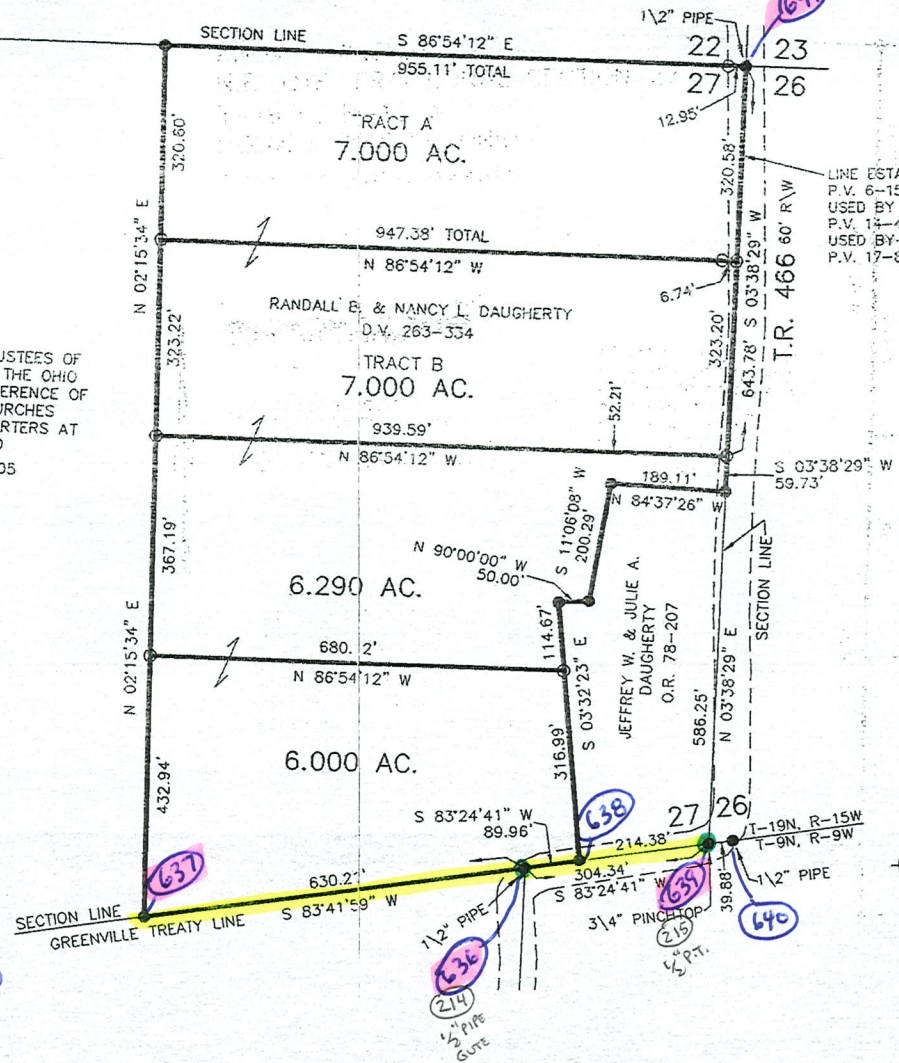 1\2" PIPE
SECTION LINE
S 86°54'12" E
955.11' TOTAL
22
23
27
26
12.95'
320.60'
TRACT A
7.000 AC.
320.58'
LINE ESTA
P.V. 6-15
USED BY
P.V. 14-4
USED BY-
P.V. 17-8
N 02°15'34" E
947.38' TOTAL
N 86°54'12" W
6.74'
S 03°38'29" W
643.78'
T.R. 466 60' R\W
RANDALL B. & NANCY L. DAUGHERTY
D.V. 263-334
323.22'
323.20'
TRACT B
7.000 AC.
USTEES OF
THE OHIO
ERENCE OF
URCHES
RTERS AT
05
939.59'
N 86°54'12" W
52.21'
S 03°38'29" W
59.73'
189.11'
N 84°37'26" W
S 11°06'08" W
200.29'
N 90°00'00" W
50.00'
367.19'
6.290 AC.
114.67'
SECTION LINE
JEFFREY W. & JULIE A.
DAUGHERTY
O.R. 78-207
N 02°15'34" E
680.12'
N 86°54'12" W
S 03°32'23" E
N 03°38'29" E
586.25'
6.000 AC.
316.99'
432.94'
S 83°24'41" W
89.96'
638
27
26
T-19N, R-15W
T-9N, R-9W
214.38'
637
630.21'
304.34'
S 83°24'41" W
639
39.88'
1\2" PIPE
640
SECTION LINE
GREENVILLE TREATY LINE
S 83°41'59" W
1\2" PIPE
3\4" PINCHTOP
215
1/2" P.T.
636
214
1/2" PIPE